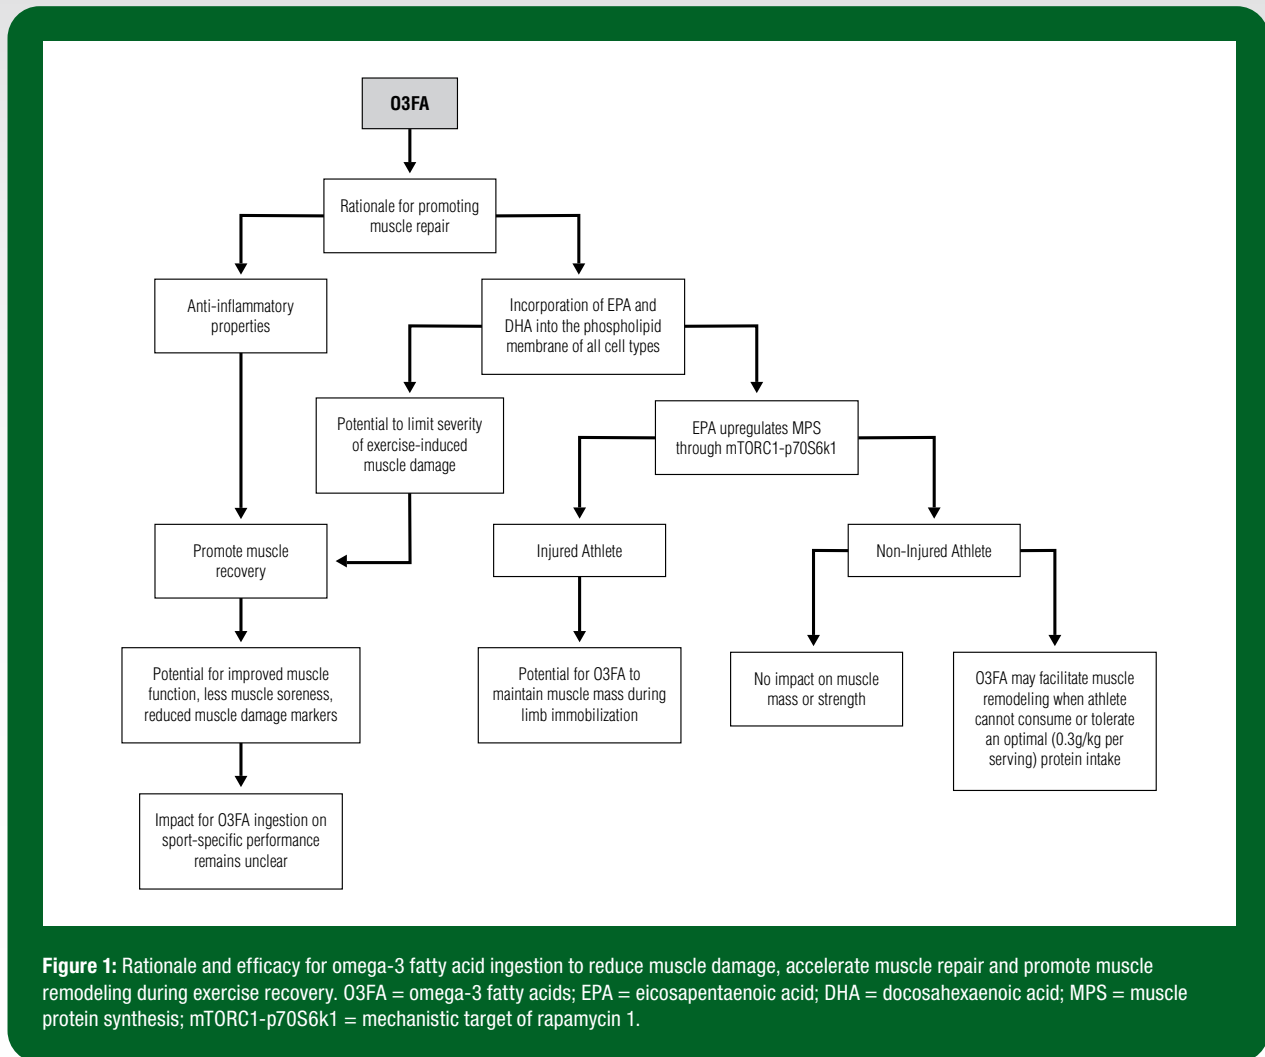 O3FA
Rationale for promoting
muscle repair
Anti-inflammatory
properties
Incorporation of EPA and
DHA into the phospholipid
membrane of all cell types
Potential to limit severity
of exercise-induced
muscle damage
EPA upregulates MPS
through mTORC1-p70S6k1
Promote muscle
recovery
Injured Athlete
Non-Injured Athlete
Potential for improved muscle
function, less muscle soreness,
reduced muscle damage markers
Potential for O3FA to
maintain muscle mass during
limb immobilization
No impact on muscle
mass or strength
O3FA may facilitate muscle
remodeling when athlete
cannot consume or tolerate
an optimal (0.3g/kg per
serving) protein intake
Impact for O3FA ingestion on
sport-specific performance
remains unclear
Figure 1: Rationale and efficacy for omega-3 fatty acid ingestion to reduce muscle damage, accelerate muscle repair and promote muscle
remodeling during exercise recovery. O3FA = omega-3 fatty acids; EPA = eicosapentaenoic acid; DHA = docosahexaenoic acid; MPS = muscle
protein synthesis; mTORC1-p70S6k1 = mechanistic target of rapamycin 1.